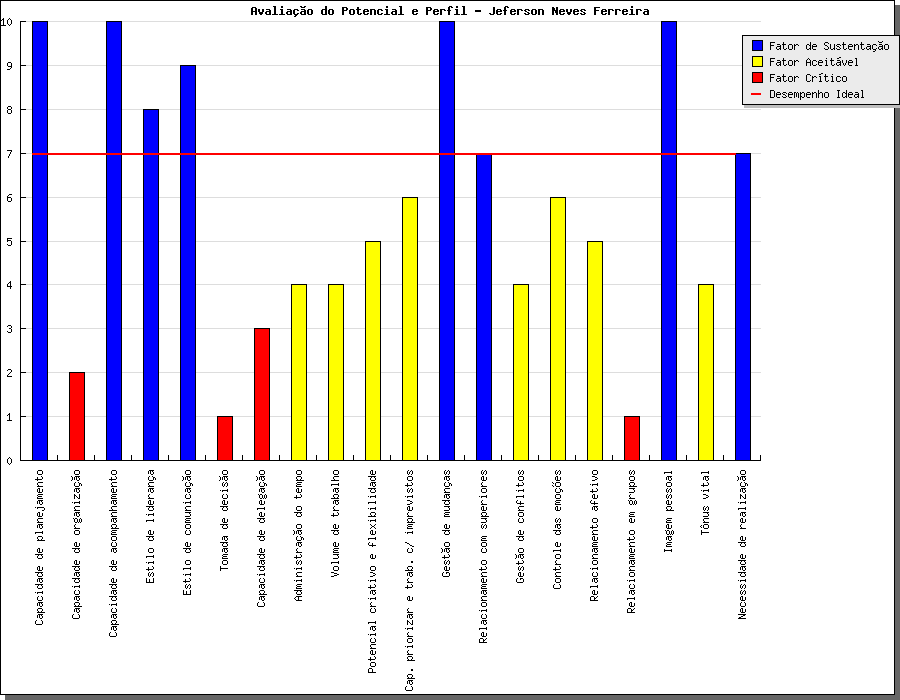 Avaliação do Potencial e Perfil - Jeferson Neves Ferreira
Fator de Sustentação
Fator Aceitável
Fator Crítico
Desempenho Ideal
10
9
8
7
6
5
4
3
2
1
0
Capacidade de planejamento
Capacidade de organização
Capacidade de acompanhamento
Estilo de liderança
Estilo de comunicação
Tomada de decisão
Capacidade de delegação
Administração do tempo
Volume de trabalho
Potencial criativo e flexibilidade
Cap. priorizar e trab. c/ imprevistos
Gestão de mudanças
Relacionamento com superiores
Gestão de conflitos
Controle das emoções
Relacionamento afetivo
Relacionamento em grupos
Imagem pessoal
Tônus vital
Necessidade de realização